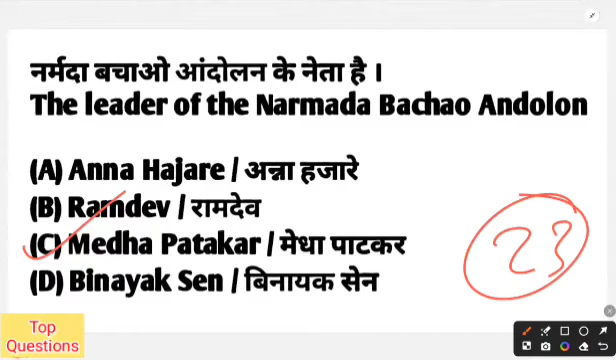 नर्मदा बचाओ आंदोलन के नेता है ।
The leader of the Narmada Bachao Andolon
(A) Anna Hajare / अन्ना हजारे
(B) Ramdev / रामदेव
(C) Medha Patakar / मेधा पाटकर
(D) Binayak Sen / बिनायक सेन
23
Top
Questions